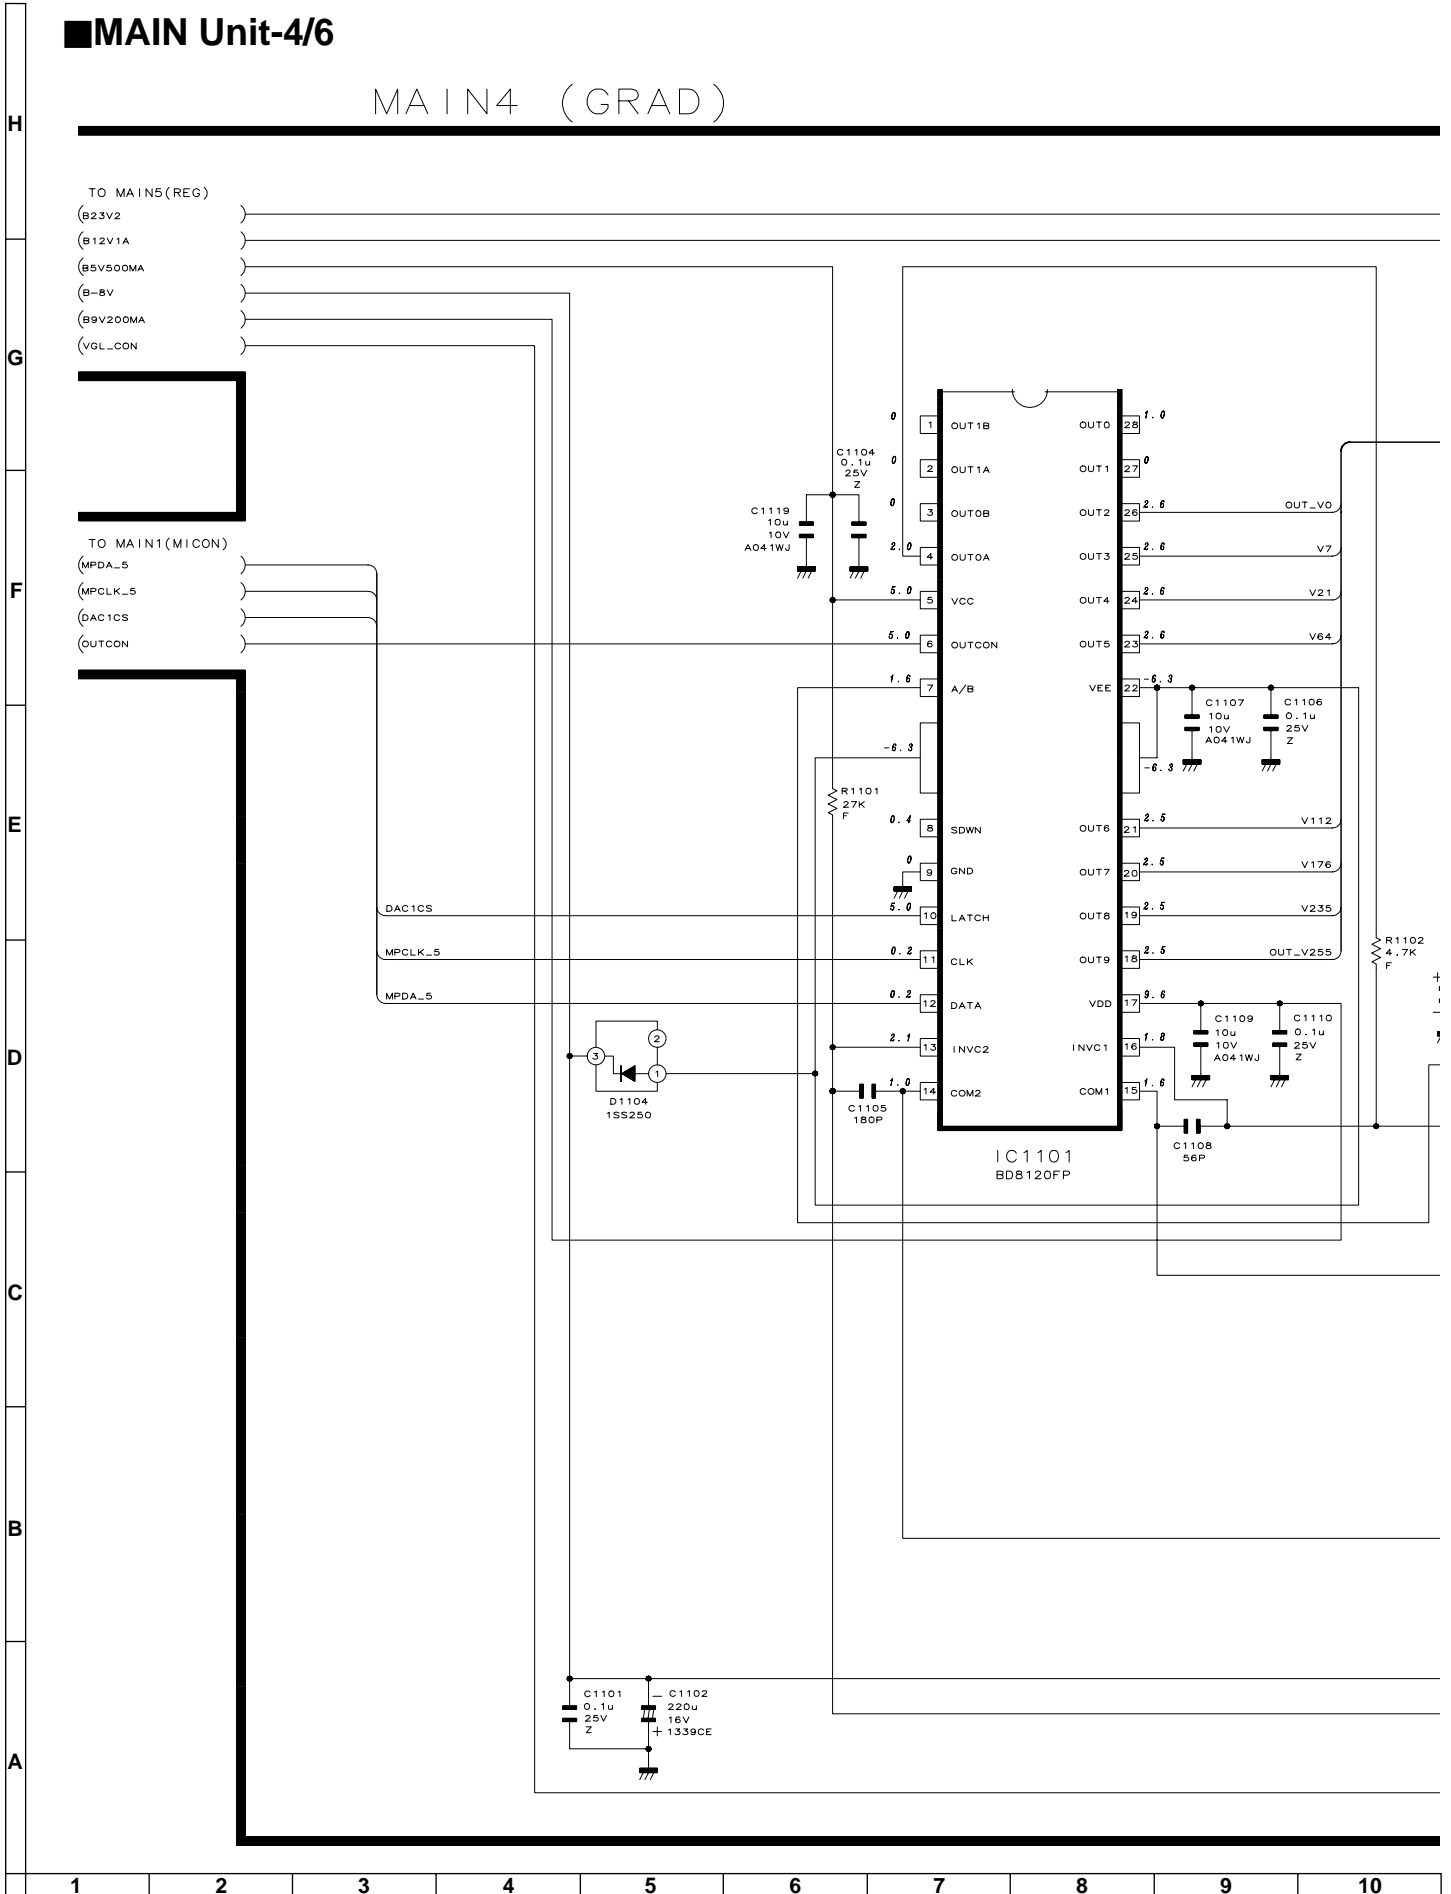 ■MAIN Unit-4/6
MAIN4 (GRAD)
H
TO MAIN5(REG)
(B23V2 )
(B12V1A )
(B5V500MA )
(B-8V )
(B9V200MA )
(VGL_CON )
G
TO MAIN1(MICON)
(MPDA_5 )
(MPCLK_5 )
(DAC1CS )
(OUTCON )
F
C1104
0.1u
25V
Z
C1119
10u
10V
A041WJ
0 1 OUT1B
0 2 OUT1A
0 3 OUT0B
2.0 4 OUT0A
5.0 5 VCC
5.0 6 OUTCON
1.6 7 A/B
-6.3
0.4 8 SDWN
0 9 GND
5.0 10 LATCH
0.2 11 CLK
0.2 12 DATA
2.1 13 INVC2
1.0 14 COM2
OUT0 28 1.0
OUT1 27 0
OUT2 26 2.6 OUT_V0
OUT3 25 2.6 V7
OUT4 24 2.6 V21
OUT5 23 2.6 V64
VEE 22 -6.3
-6.3
OUT6 21 2.5 V112
OUT7 20 2.5 V176
OUT8 19 2.5 V235
OUT9 18 2.5 OUT_V255
VDD 17 9.6
INVC1 16 1.8
COM1 15 1.6
IC1101
BD8120FP
C1107
10u
10V
A041WJ
C1106
0.1u
25V
Z
R1101
27K
F
E
DAC1CS
MPCLK_5
MPDA_5
R1102
4.7K
F
+
C1109
10u
10V
A041WJ
C1110
0.1u
25V
Z
D
3
2
1
D1104
1SS250
C1105
180P
C1108
56P
C
B
C1101
0.1u
25V
Z
− C1102
220u
16V
+ 1339CE
A
1 2 3 4 5 6 7 8 9 10